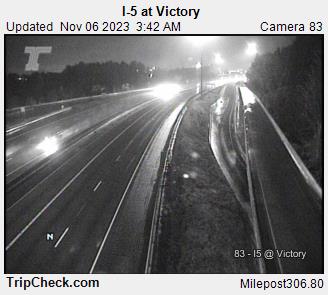 I-5 at Victory
Updated Nov 06 2023 3:42 AM Camera 83
T
N
83 - I5 @ Victory
TripCheck.com Milepost306.80